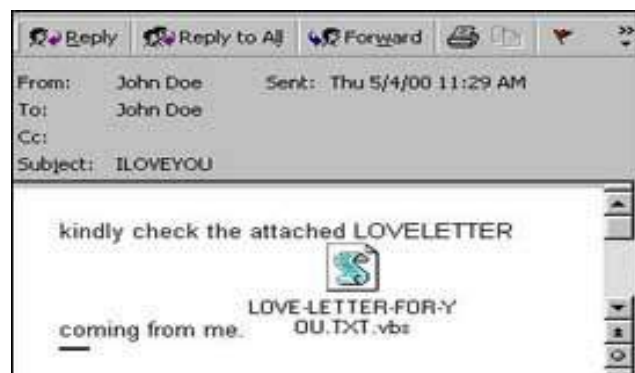 Reply Reply to All Forward »
From: John Doe Sent: Thu 5/4/00 11:29 AM
To: John Doe
Cc:
Subject: ILOVEYOU
kindly check the attached LOVELETTER
LOVE-LETTER-FOR-Y
OU.TXT.vbs
coming from me.